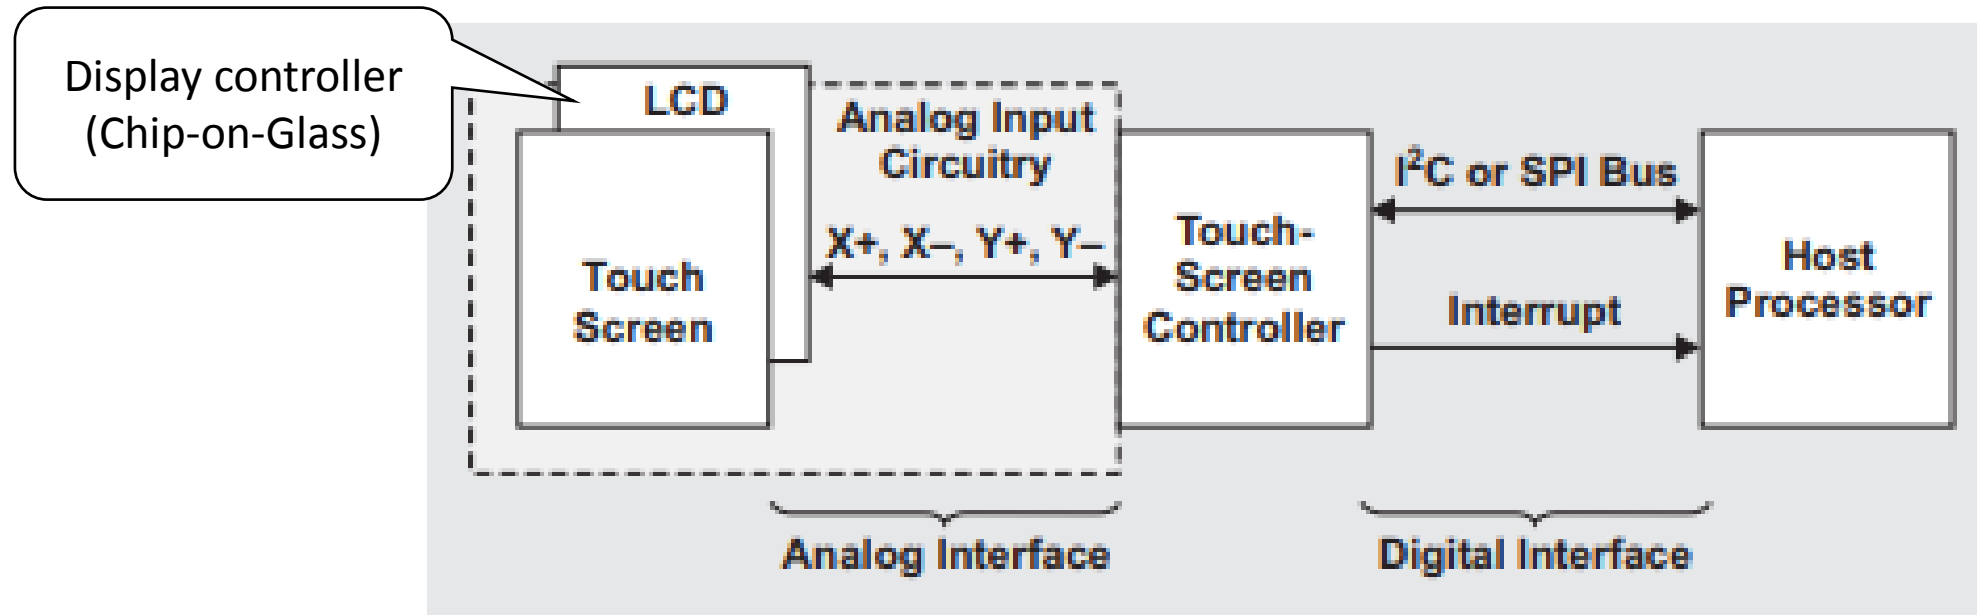 Display controller
(Chip-on-Glass)
LCD
Touch
Screen
Analog Input
Circuitry
X+, X–, Y+, Y–
Touch-
Screen
Controller
I²C or SPI Bus
Interrupt
Host
Processor
Analog Interface
Digital Interface